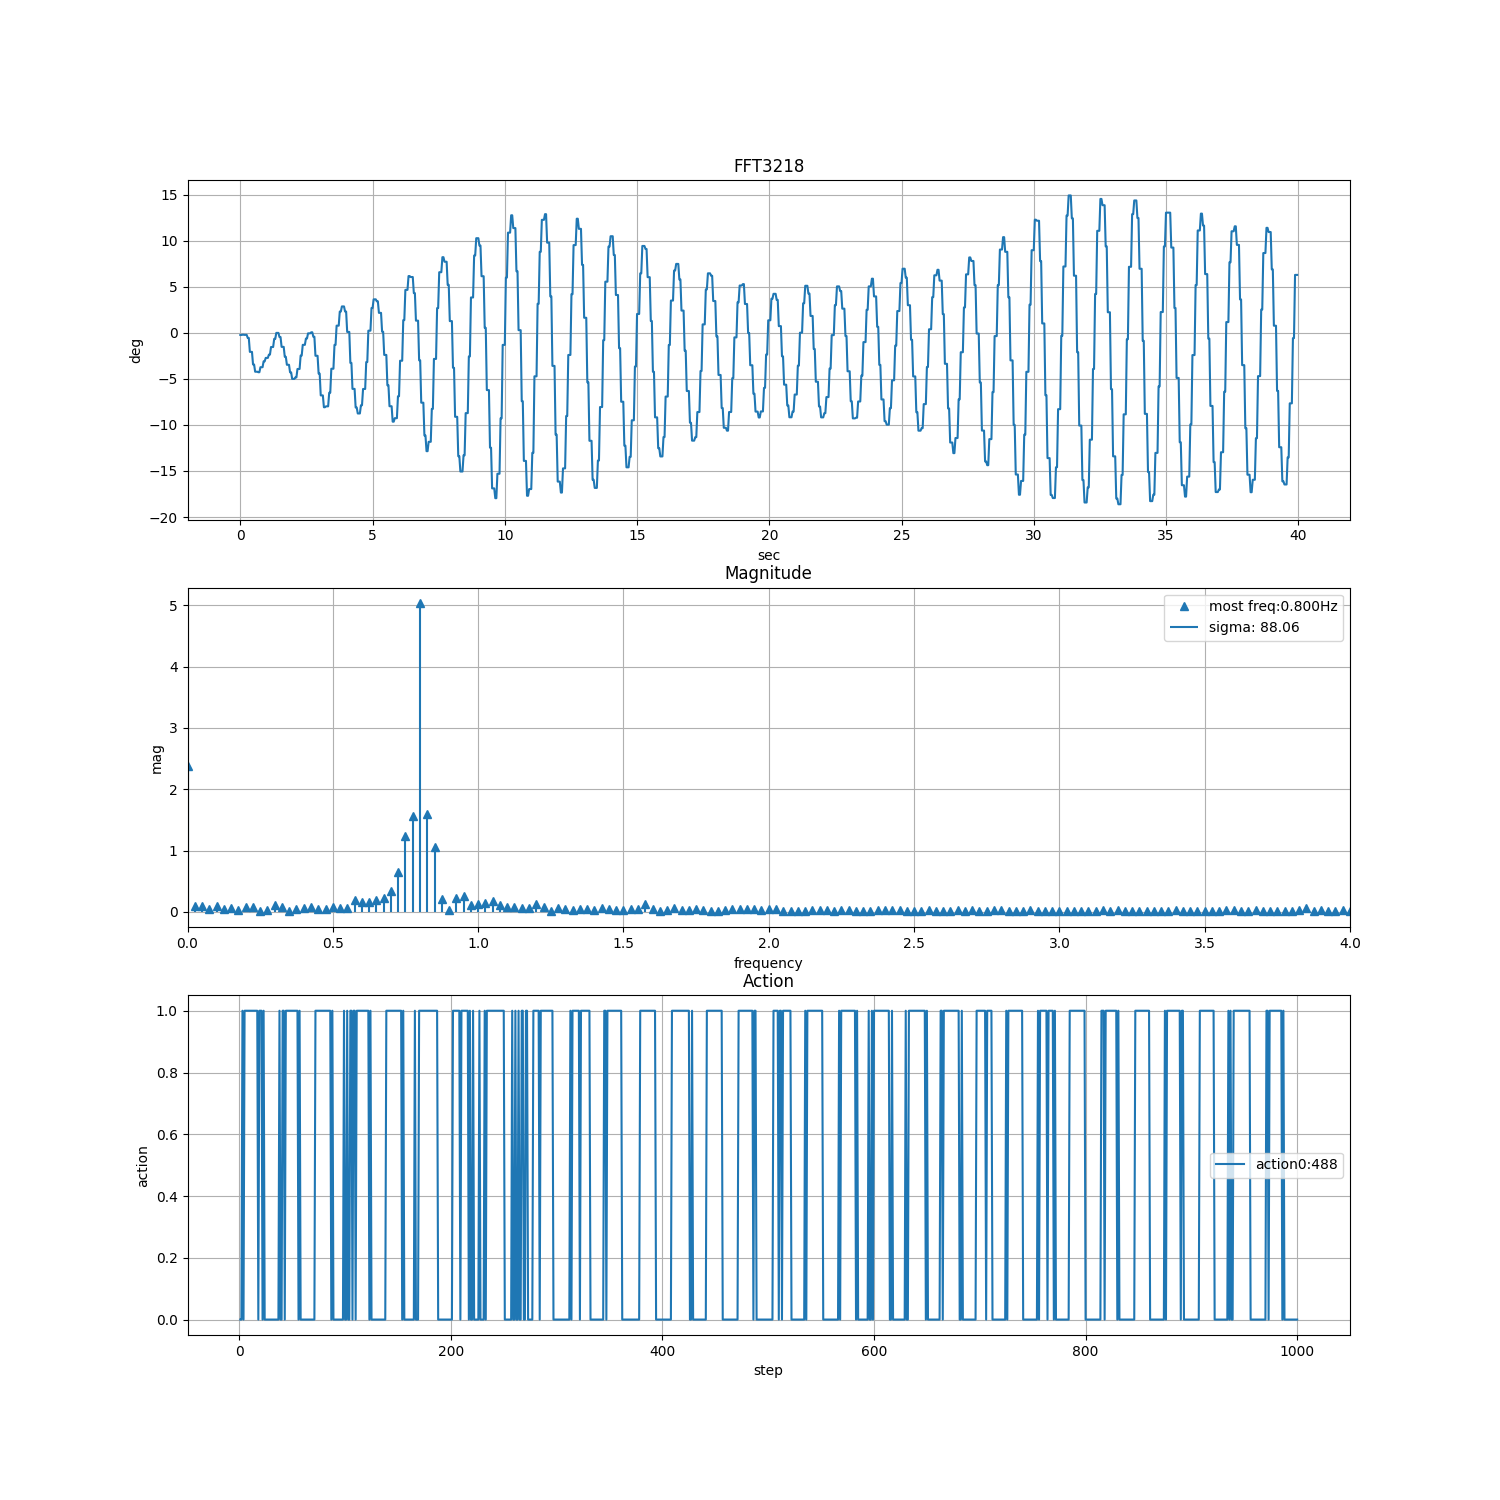 FFT3218
15
10
5
0
−5
−10
−15
−20
deg
0 5 10 15 20 25 30 35 40
sec
Magnitude
most freq:0.800Hz
sigma: 88.06
5
4
3
2
1
0
mag
0.0 0.5 1.0 1.5 2.0 2.5 3.0 3.5 4.0
frequency
Action
1.0
0.8
0.6
0.4
0.2
0.0
action
action0:488
0 200 400 600 800 1000
step